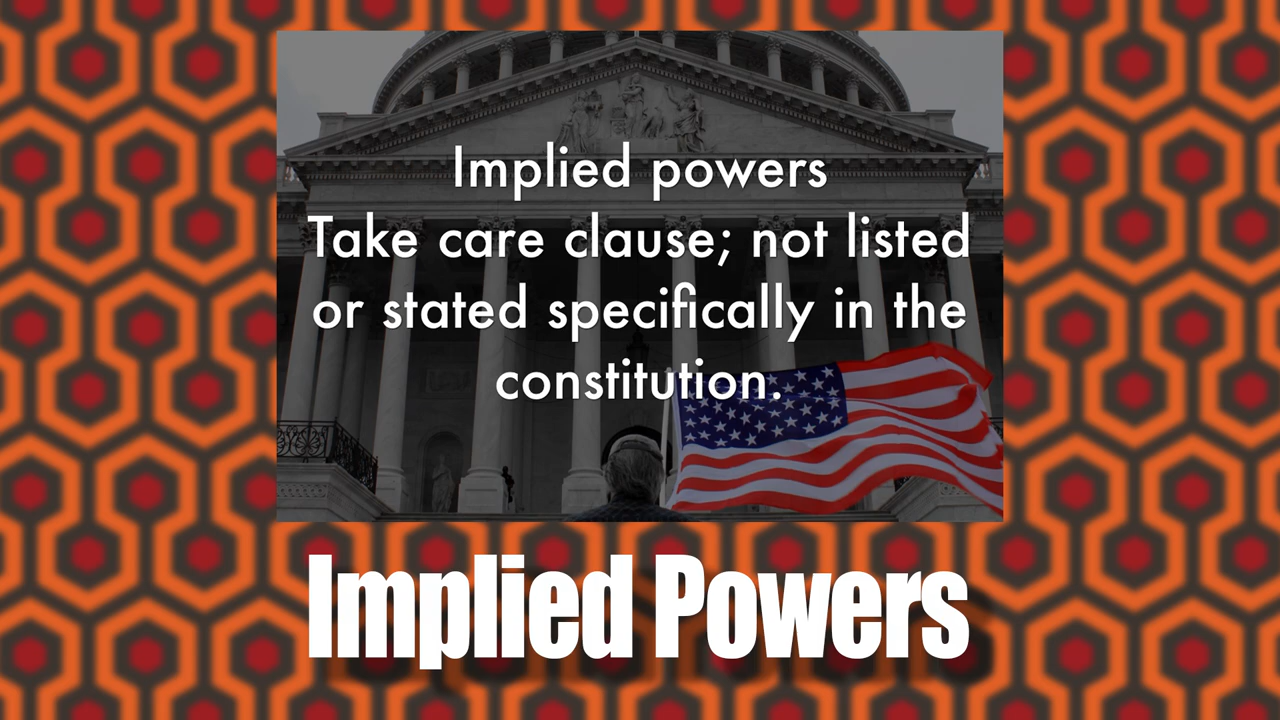 Implied powers
Take care clause; not listed
or stated specifically in the
constitution.
Implied Powers